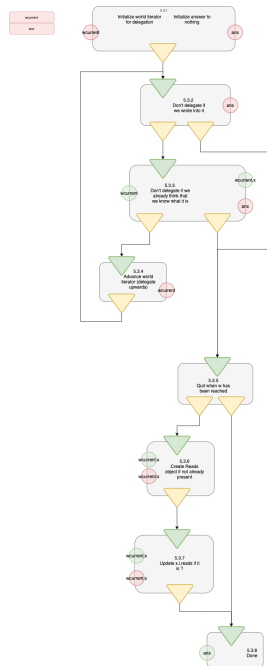 wcurrent
ans
5.3.1
Initialize world iterator
for delegation
Initialize answer to
nothing
wcurrent
ans
5.3.2
Don't delegate if
we wrote into it
ans
5.3.3.
Don't delegate if we
already think that
we know what it is
wcurrent
wcurrent.x
ans
5.3.4
Advance world
iterator (delegate
upwards)
wcurrent
5.3.5
Quit when w has
been reached
5.3.6
Create Reads
object if not already
present
wcurrent.x
wcurrent.x
5.3.7
Update x.i.reads if it
is ?
wcurrent.x
wcurrent.x
5.3.8
Done
ans